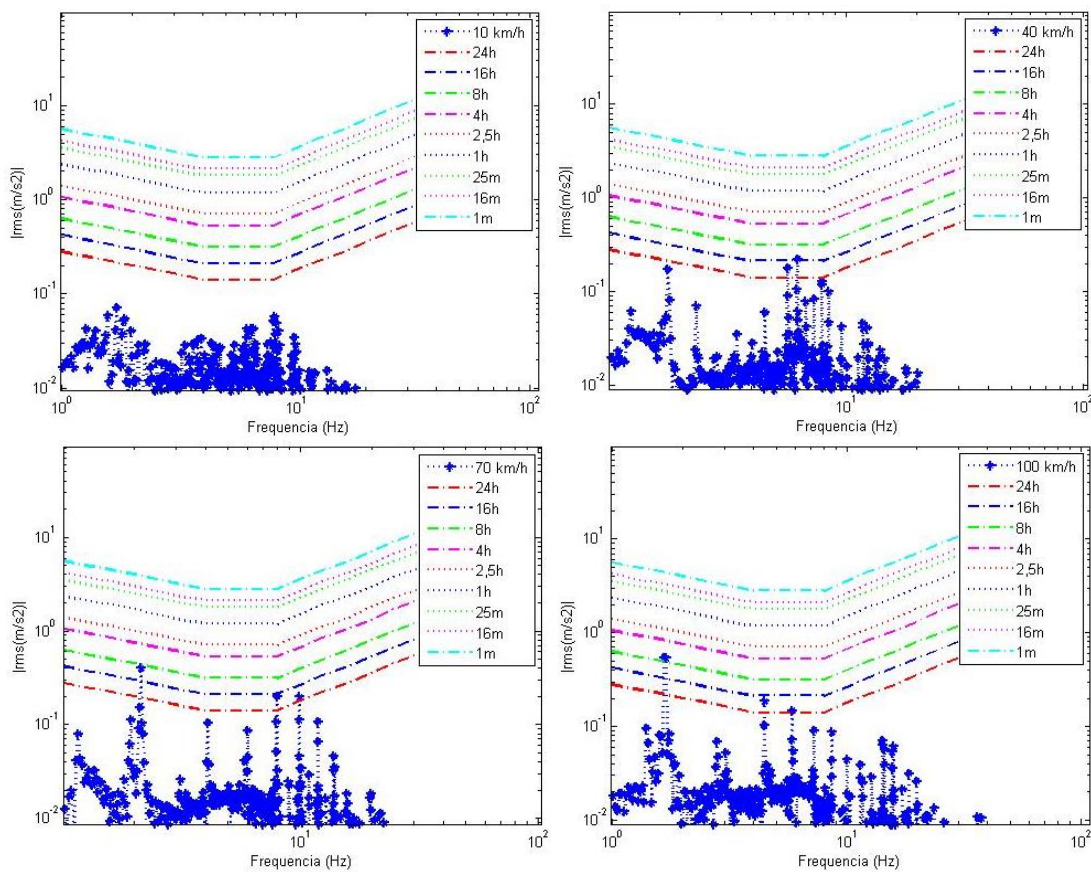 10 km/h
24h
16h
8h
4h
2,5h
1h
25m
16m
1m
10^1
10^0
10^-1
10^-2
|rms(m/s2)|
10^0
10^1
10^2
Frequencia (Hz)
40 km/h
24h
16h
8h
4h
2,5h
1h
25m
16m
1m
10^1
10^0
10^-1
10^-2
|rms(m/s2)|
10^1
10^2
Frequencia (Hz)
70 km/h
24h
16h
8h
4h
2,5h
1h
25m
16m
1m
10^1
10^0
10^-1
10^-2
|rms(m/s2)|
10^1
10^2
Frequencia (Hz)
100 km/h
24h
16h
8h
4h
2,5h
1h
25m
16m
1m
10^1
10^0
10^-1
10^-2
|rms(m/s2)|
10^0
10^1
10^2
Frequencia (Hz)